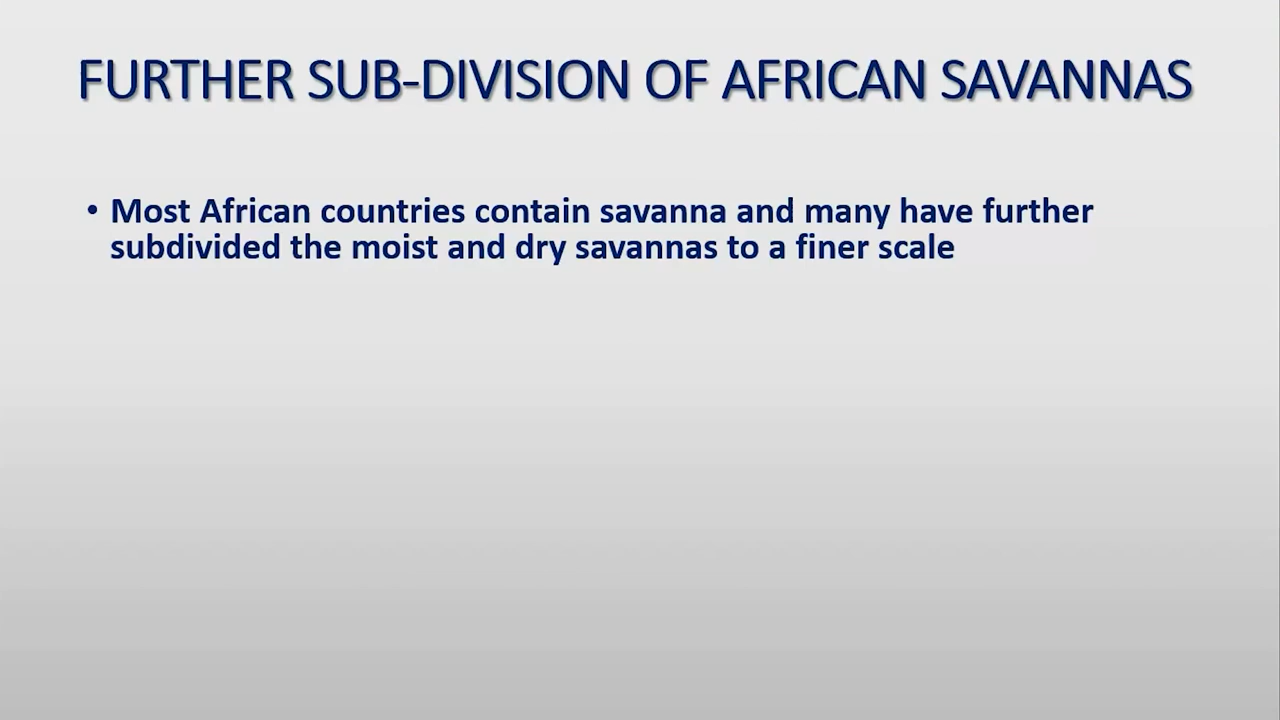 FURTHER SUB-DIVISION OF AFRICAN SAVANNAS
• Most African countries contain savanna and many have further
subdivided the moist and dry savannas to a finer scale